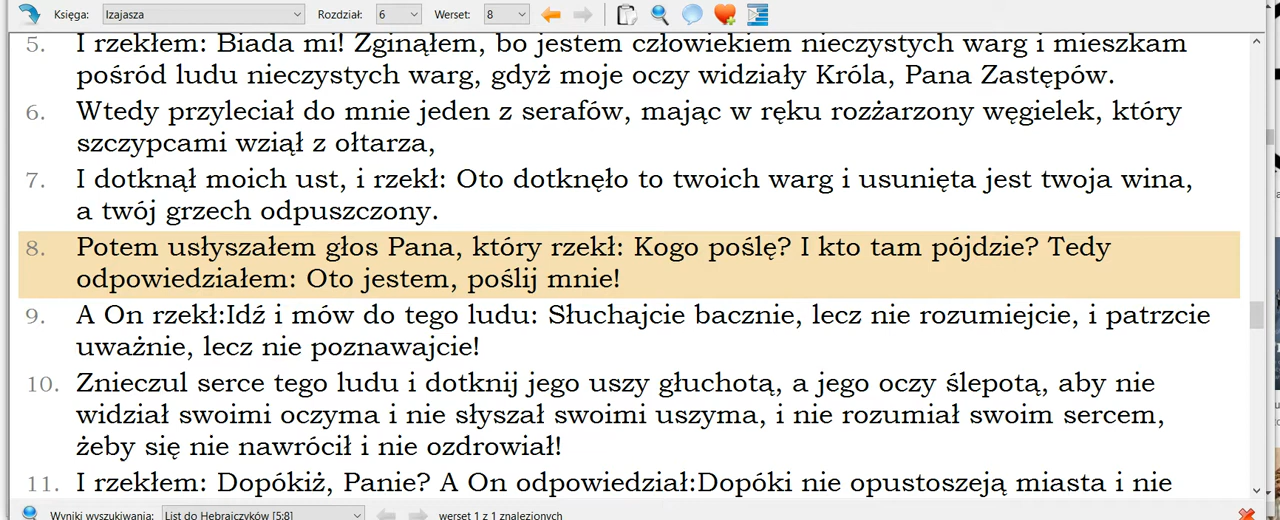 Księga: Izajasza Rozdział: 6 Werset: 8
5. I rzekłem: Biada mi! Zginąłem, bo jestem człowiekiem nieczystych warg i mieszkam
pośród ludu nieczystych warg, gdyż moje oczy widziały Króla, Pana Zastępów.
6. Wtedy przyleciał do mnie jeden z serafów, mając w ręku rozżarzony węgielek, który
szczypcami wziął z ołtarza,
7. I dotknął moich ust, i rzekł: Oto dotknęło to twoich warg i usunięta jest twoja wina,
a twój grzech odpuszczony.
8. Potem usłyszałem głos Pana, który rzekł: Kogo poślę? I kto tam pójdzie? Tedy
odpowiedziałem: Oto jestem, poślij mnie!
9. A On rzekł:Idź i mów do tego ludu: Słuchajcie bacznie, lecz nie rozumiejcie, i patrzcie
uważnie, lecz nie poznawajcie!
10. Znieczul serce tego ludu i dotknij jego uszy głuchotą, a jego oczy ślepotą, aby nie
widział swoimi oczyma i nie słyszał swoimi uszyma, i nie rozumiał swoim sercem,
żeby się nie nawrócił i nie ozdrowiał!
11. I rzekłem: Dopókiż, Panie? A On odpowiedział:Dopóki nie opustoszeją miasta i nie
Wyniki wyszukiwania: List do Hebrajczyków [5:8] werset 1 z 1 znalezionych